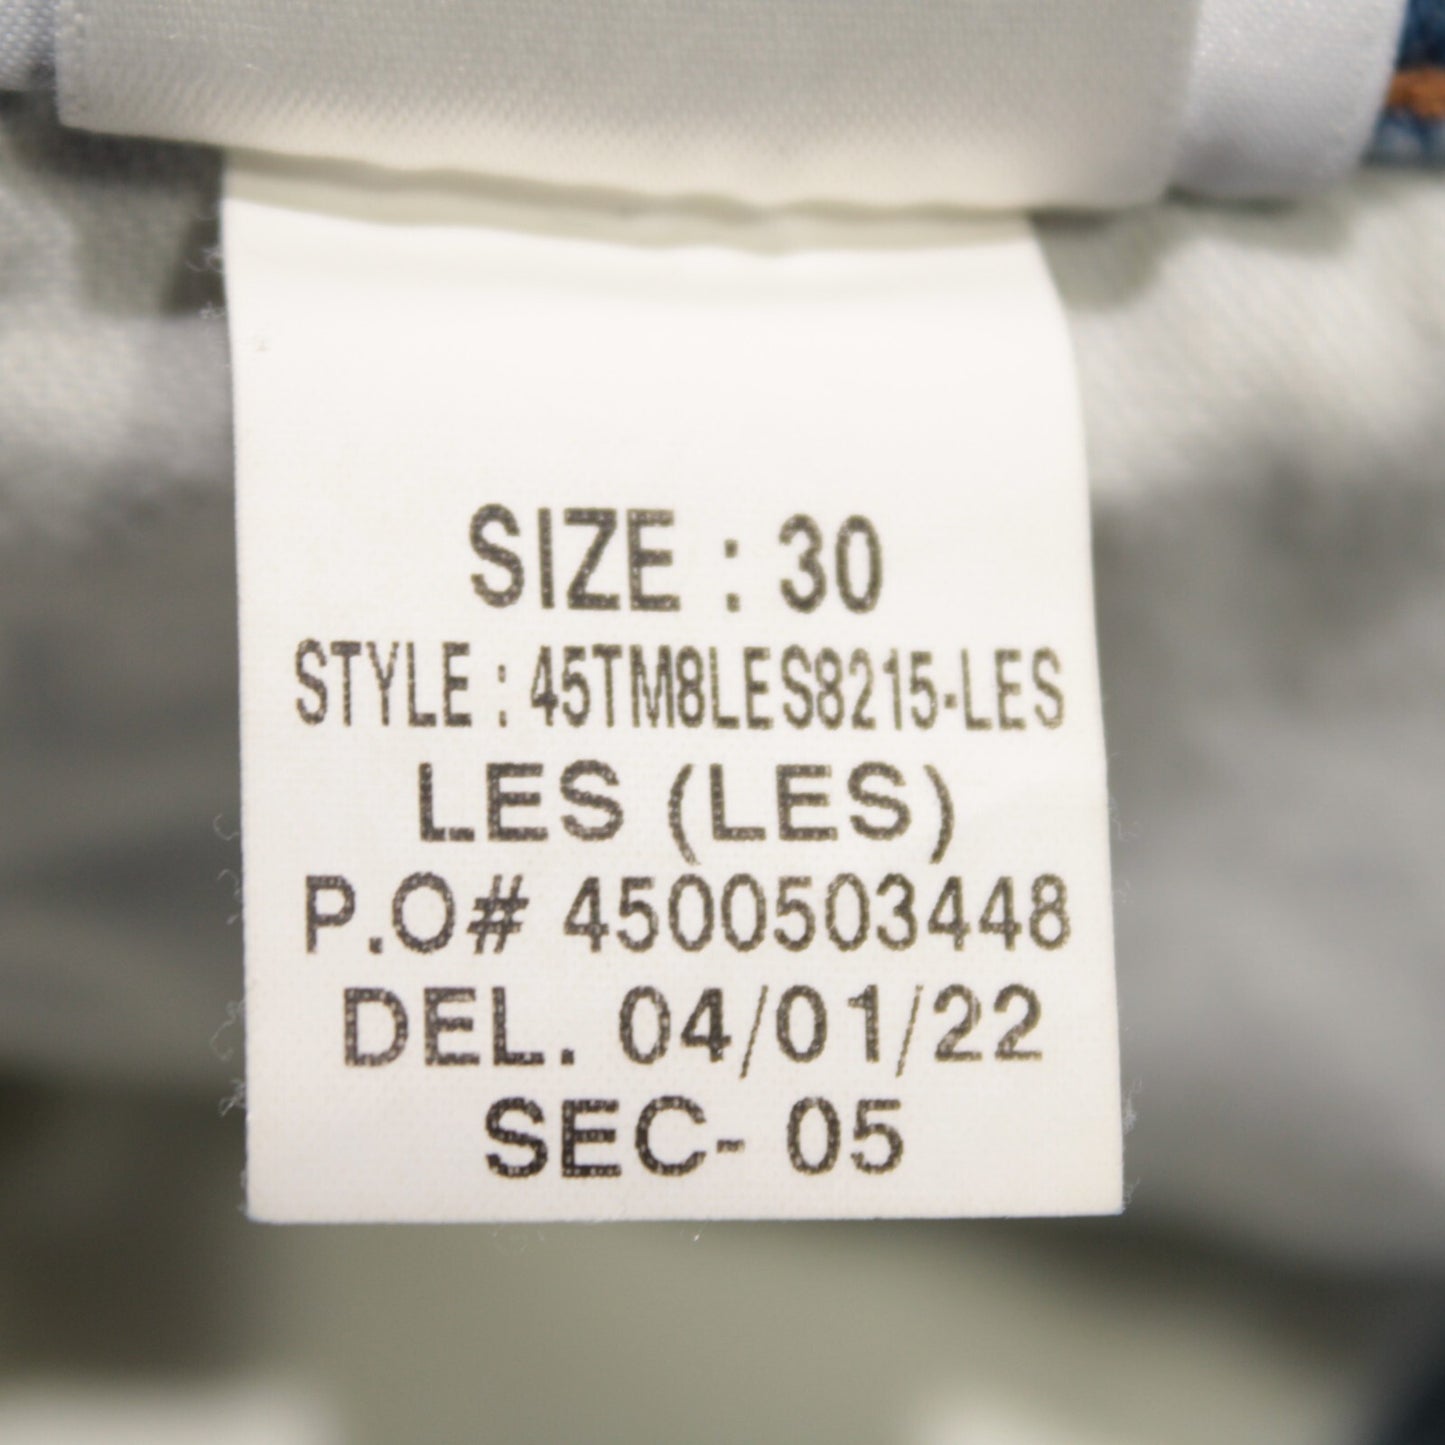 SIZE : 30
STYLE : 45TM8LES8215-LES
LES (LES)
P.O# 4500503448
DEL. 04/01/22
SEC- 05